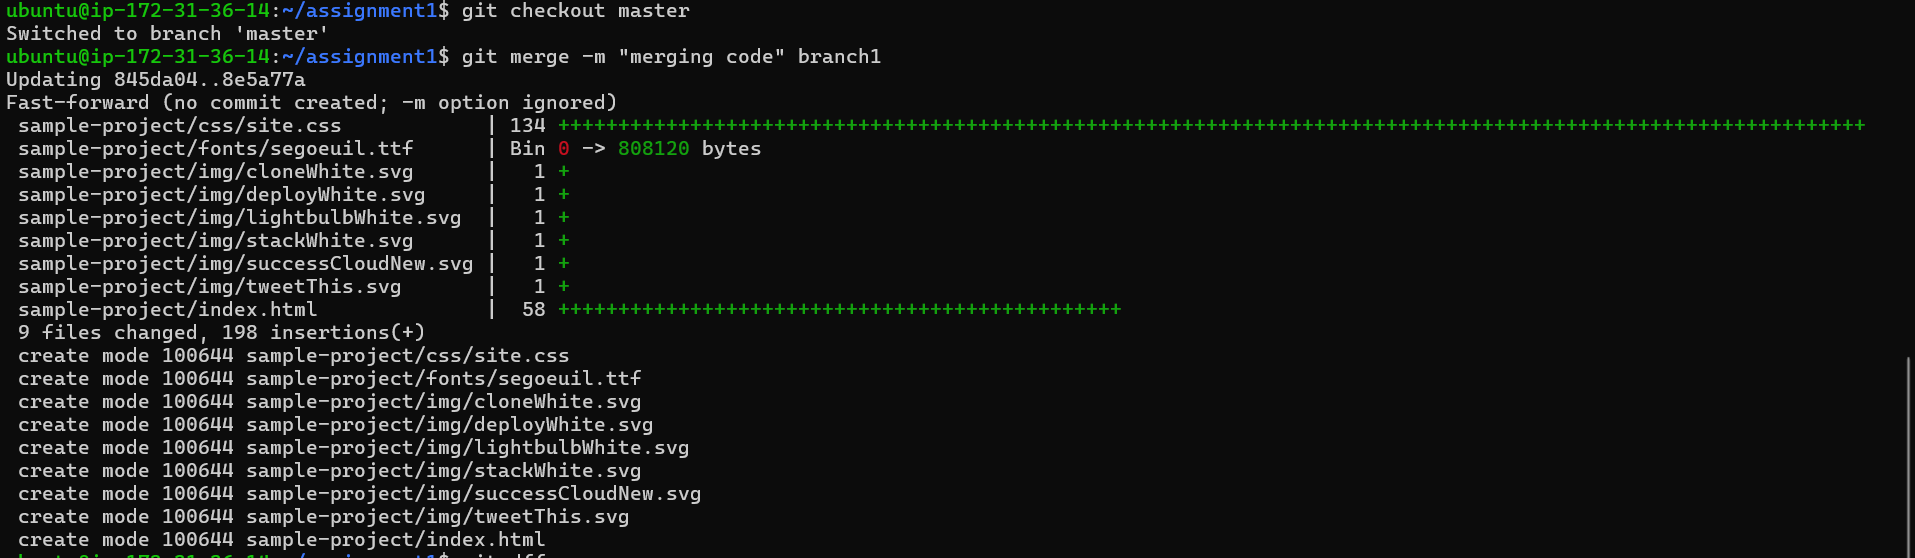 ubuntu@ip-172-31-36-14:~/assignment1$ git checkout master
Switched to branch 'master'
ubuntu@ip-172-31-36-14:~/assignment1$ git merge -m "merging code" branch1
Updating 845da04..8e5a77a
Fast-forward (no commit created; -m option ignored)
 sample-project/css/site.css            | 134 +++++++++++++++++++++++++++++++++++++++++++++++++++++++++++++++++++++++++++++++++++++++++++++++++++++++++++++
 sample-project/fonts/segoeuil.ttf      | Bin 0 -> 808120 bytes
 sample-project/img/cloneWhite.svg      |   1 +
 sample-project/img/deployWhite.svg     |   1 +
 sample-project/img/lightbulbWhite.svg  |   1 +
 sample-project/img/stackWhite.svg      |   1 +
 sample-project/img/successCloudNew.svg |   1 +
 sample-project/img/tweetThis.svg       |   1 +
 sample-project/index.html              |  58 +++++++++++++++++++++++++++++++++++++++++++++++
 9 files changed, 198 insertions(+)
 create mode 100644 sample-project/css/site.css
 create mode 100644 sample-project/fonts/segoeuil.ttf
 create mode 100644 sample-project/img/cloneWhite.svg
 create mode 100644 sample-project/img/deployWhite.svg
 create mode 100644 sample-project/img/lightbulbWhite.svg
 create mode 100644 sample-project/img/stackWhite.svg
 create mode 100644 sample-project/img/successCloudNew.svg
 create mode 100644 sample-project/img/tweetThis.svg
 create mode 100644 sample-project/index.html